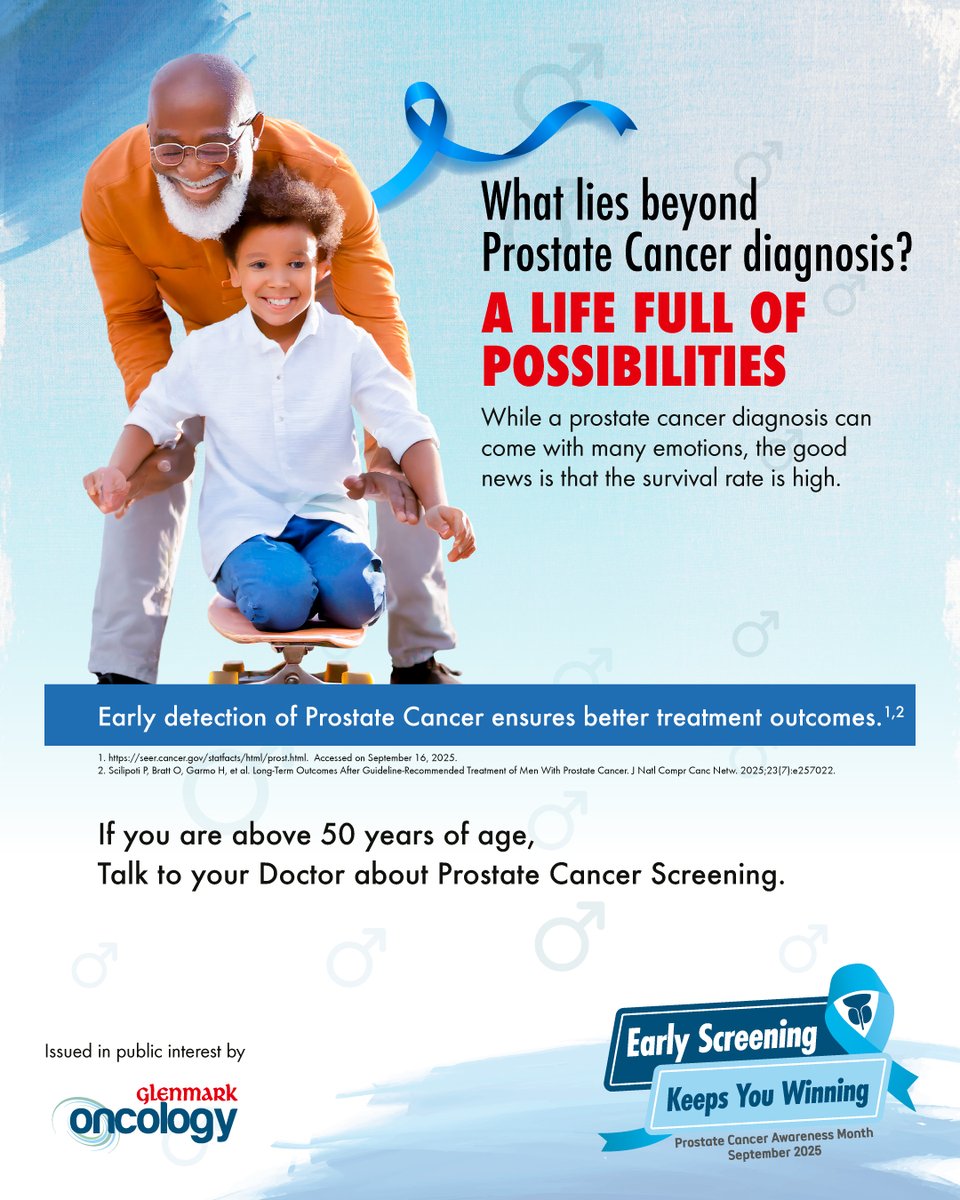 What lies beyond
Prostate Cancer diagnosis?
A LIFE FULL OF
POSSIBILITIES
While a prostate cancer diagnosis can
come with many emotions, the good
news is that the survival rate is high.
Early detection of Prostate Cancer ensures better treatment outcomes.1,2
1. https://seer.cancer.gov/statfacts/html/prost.html. Accessed on September 16, 2025.
2. Scilipoti P, Bratt O, Garmo H, et al. Long-Term Outcomes After Guideline-Recommended Treatment of Men With Prostate Cancer. J Natl Compr Canc Netw. 2025;23(7):e257022.
If you are above 50 years of age,
Talk to your Doctor about Prostate Cancer Screening.
Issued in public interest by
glenmark
oncology
Early Screening
Keeps You Winning
Prostate Cancer Awareness Month
September 2025